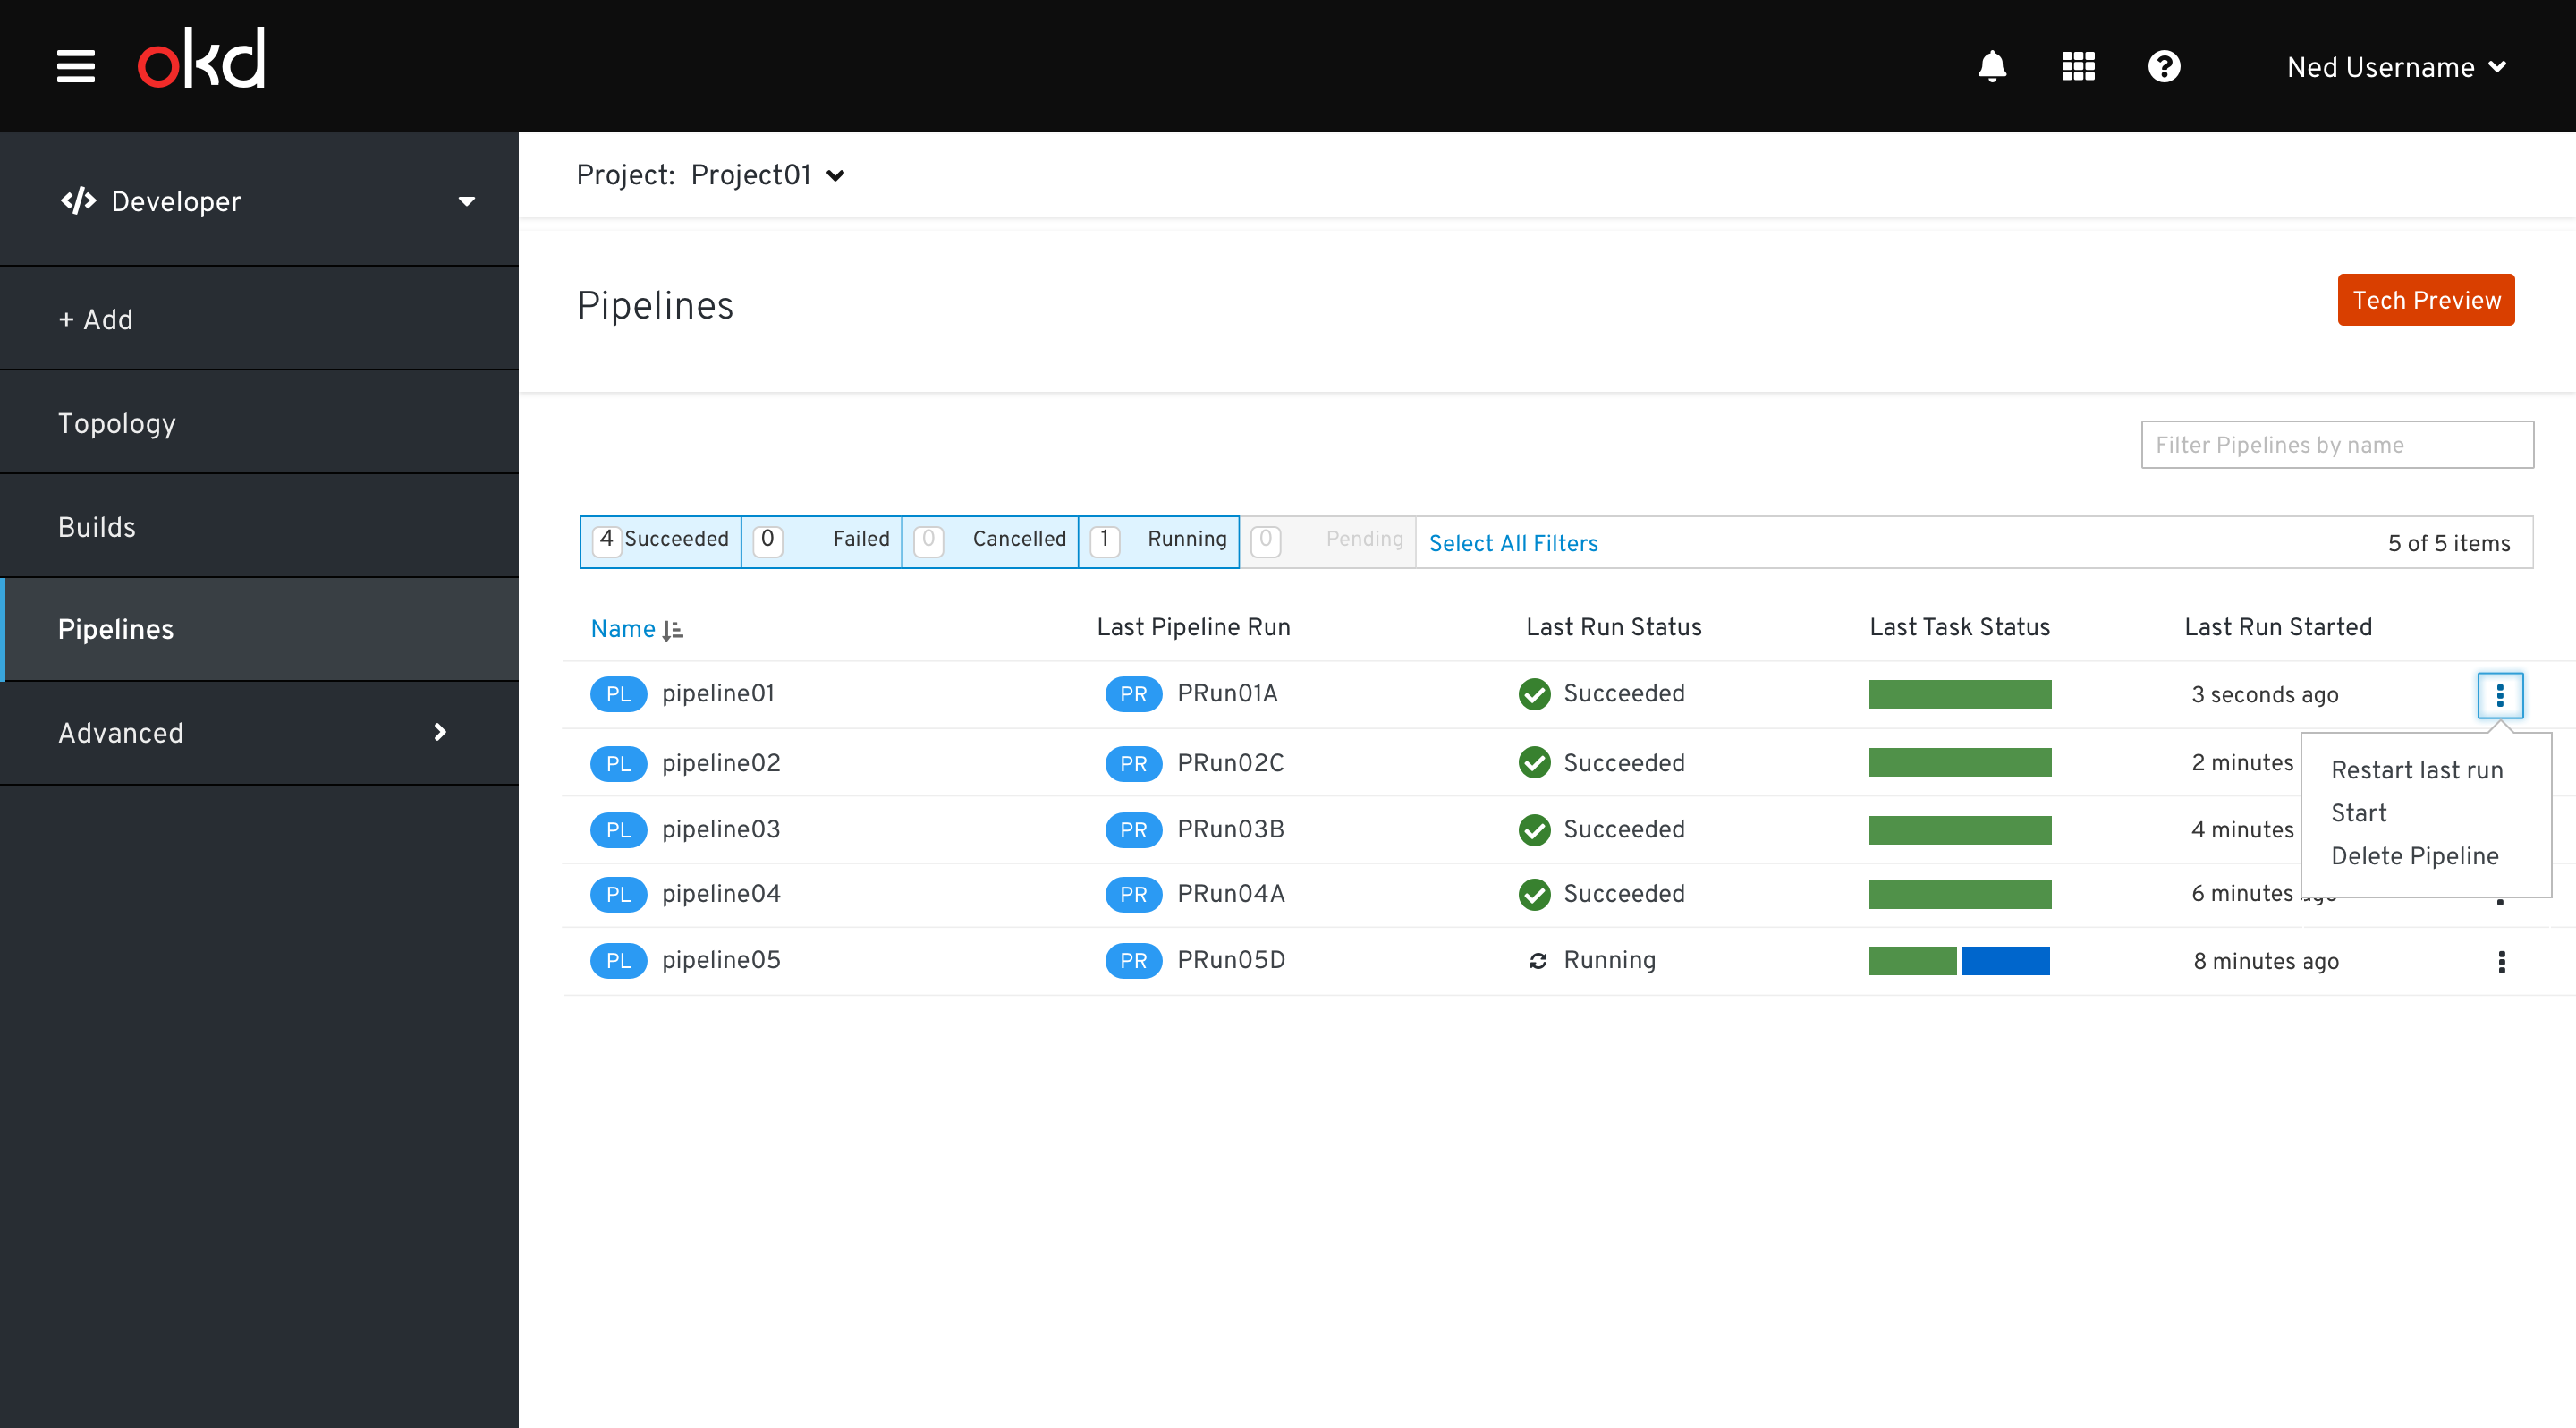 okd
Ned Username
Developer
+ Add
Topology
Builds
Pipelines
Advanced
Project: Project01
Pipelines
Tech Preview
Filter Pipelines by name
4 Succeeded 0 Failed 0 Cancelled 1 Running 0 Pending Select All Filters 5 of 5 items
Name Last Pipeline Run Last Run Status Last Task Status Last Run Started
PL pipeline01 PR PRun01A Succeeded 3 seconds ago
PL pipeline02 PR PRun02C Succeeded 2 minutes
PL pipeline03 PR PRun03B Succeeded 4 minutes
PL pipeline04 PR PRun04A Succeeded 6 minutes ago
PL pipeline05 PR PRun05D Running 8 minutes ago
Restart last run
Start
Delete Pipeline